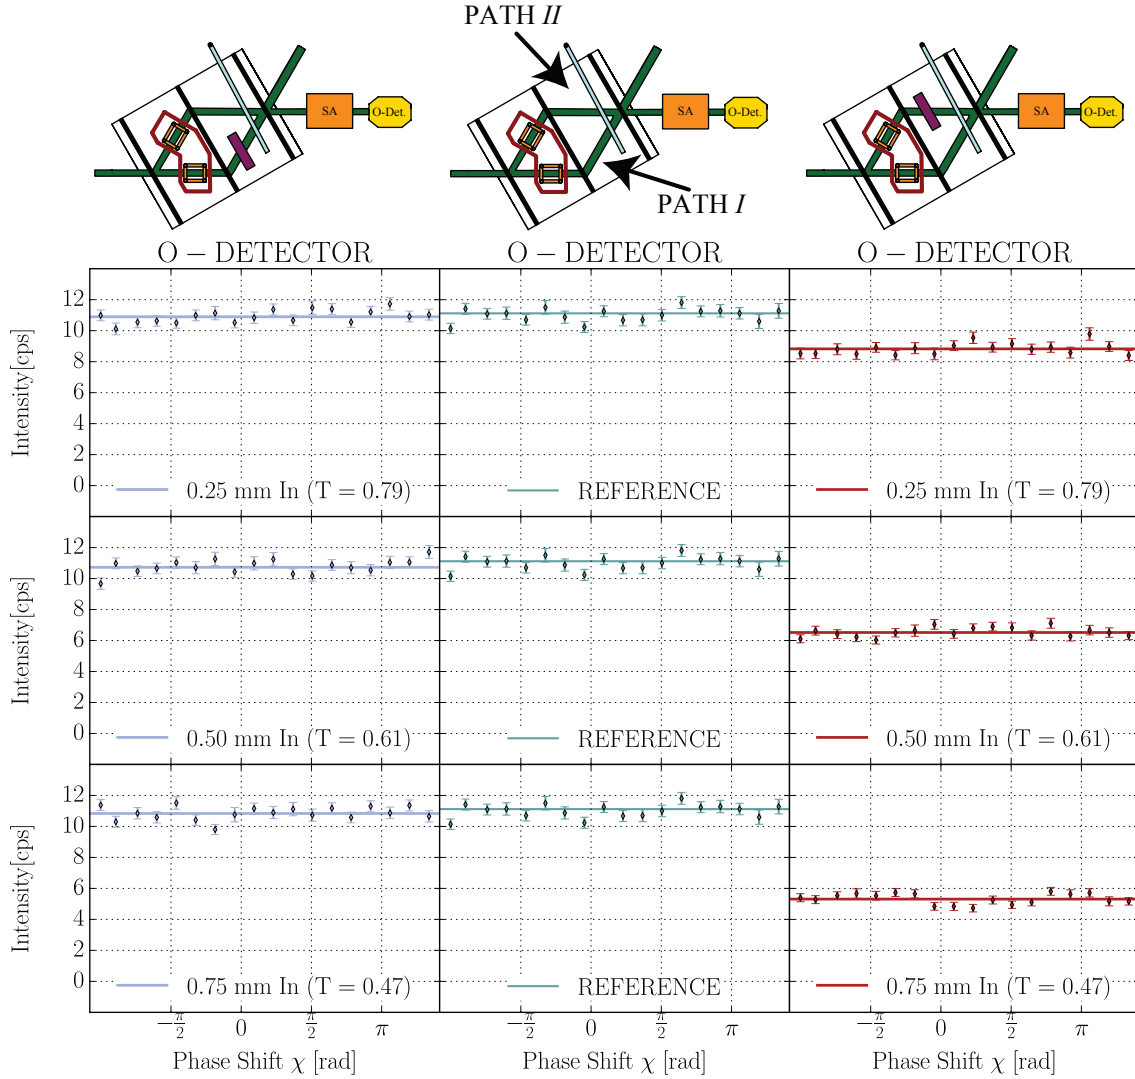 PATH II
SA
O-Det.
SA
O-Det.
SA
O-Det.
PATH I
O – DETECTOR
O – DETECTOR
O – DETECTOR
Intensity[cps]
12
10
8
6
4
2
0
0.25 mm In (T = 0.79)
REFERENCE
0.25 mm In (T = 0.79)
Intensity[cps]
12
10
8
6
4
2
0
0.50 mm In (T = 0.61)
REFERENCE
0.50 mm In (T = 0.61)
Intensity[cps]
12
10
8
6
4
2
0
0.75 mm In (T = 0.47)
REFERENCE
0.75 mm In (T = 0.47)
−π/2 0 π/2 π
−π/2 0 π/2 π
−π/2 0 π/2 π
Phase Shift χ [rad]
Phase Shift χ [rad]
Phase Shift χ [rad]